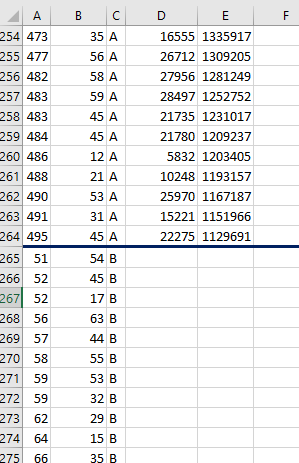 A B C D E F
254 473 35 A 16555 1335917
255 477 56 A 26712 1309205
256 482 58 A 27956 1281249
257 483 59 A 28497 1252752
258 483 45 A 21735 1231017
259 484 45 A 21780 1209237
260 486 12 A 5832 1203405
261 488 21 A 10248 1193157
262 490 53 A 25970 1167187
263 491 31 A 15221 1151966
264 495 45 A 22275 1129691
265 51 54 B
266 52 45 B
267 52 17 B
268 56 63 B
269 57 44 B
270 58 55 B
271 59 53 B
272 59 32 B
273 62 29 B
274 64 15 B
275 66 35 B